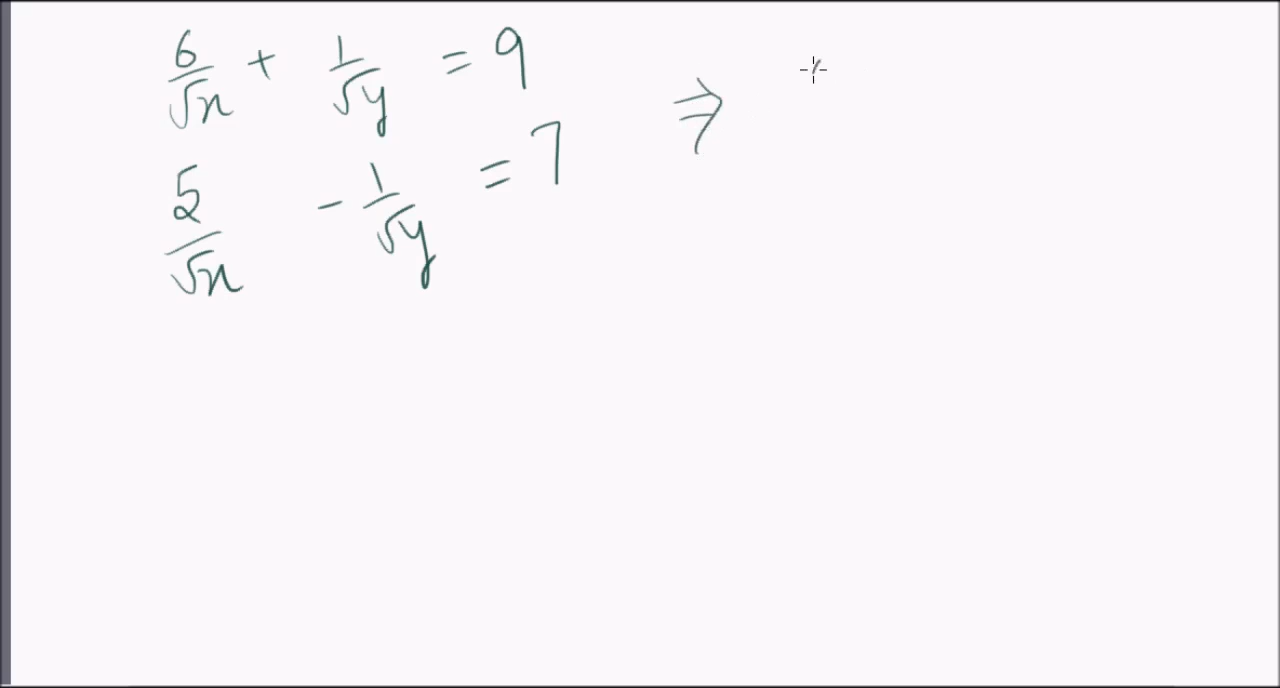 6/√x + 1/√y = 9 ⇒
5/√x - 1/√y = 7